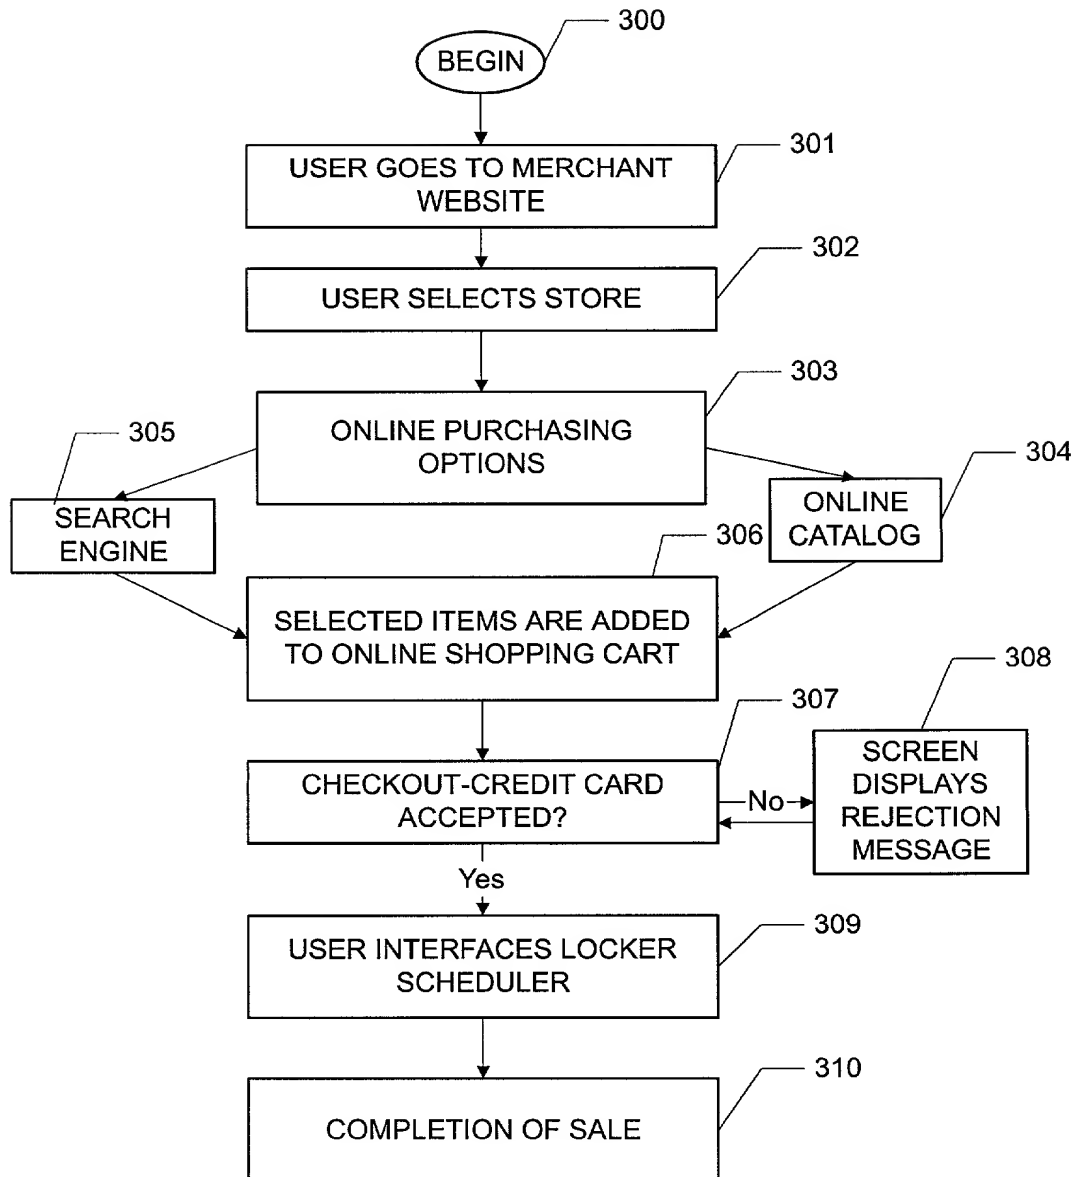 300
BEGIN
301
USER GOES TO MERCHANT
WEBSITE
302
USER SELECTS STORE
303
ONLINE PURCHASING
OPTIONS
305
SEARCH
ENGINE
304
ONLINE
CATALOG
306
SELECTED ITEMS ARE ADDED
TO ONLINE SHOPPING CART
307
CHECKOUT-CREDIT CARD
ACCEPTED?
No
308
SCREEN
DISPLAYS
REJECTION
MESSAGE
Yes
309
USER INTERFACES LOCKER
SCHEDULER
310
COMPLETION OF SALE